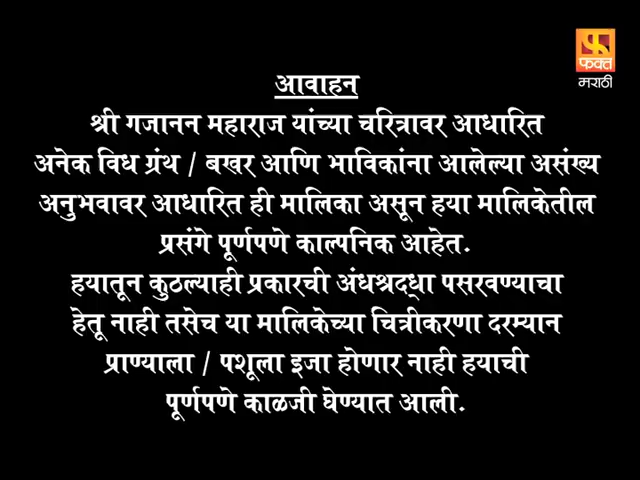 फक्त
मराठी
आवाहन
श्री गजानन महाराज यांच्या चरित्रावर आधारित
अनेक विध ग्रंथ / बखर आणि भाविकांना आलेल्या असंख्य
अनुभवावर आधारित ही मालिका असून हया मालिकेतील
प्रसंगे पूर्णपणे काल्पनिक आहेत.
हयातून कुठल्याही प्रकारची अंधश्रद्धा पसरवण्याचा
हेतू नाही तसेच या मालिकेच्या चित्रीकरणा दरम्यान
प्राण्याला / पशूला इजा होणार नाही हयाची
पूर्णपणे काळजी घेण्यात आली.